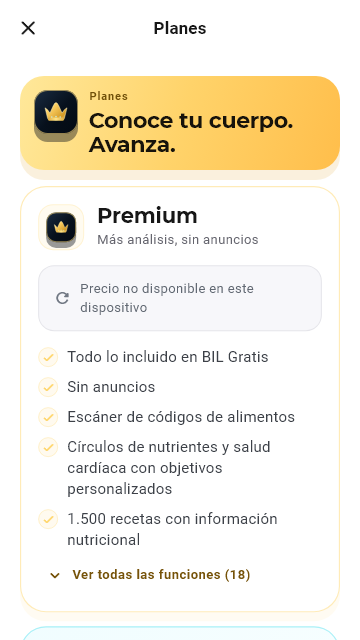 Planes
Planes
Conoce tu cuerpo.
Avanza.
Premium
Más análisis, sin anuncios
Precio no disponible en este
dispositivo
Todo lo incluido en BIL Gratis
Sin anuncios
Escáner de códigos de alimentos
Círculos de nutrientes y salud
cardíaca con objetivos
personalizados
1.500 recetas con información
nutricional
Ver todas las funciones (18)